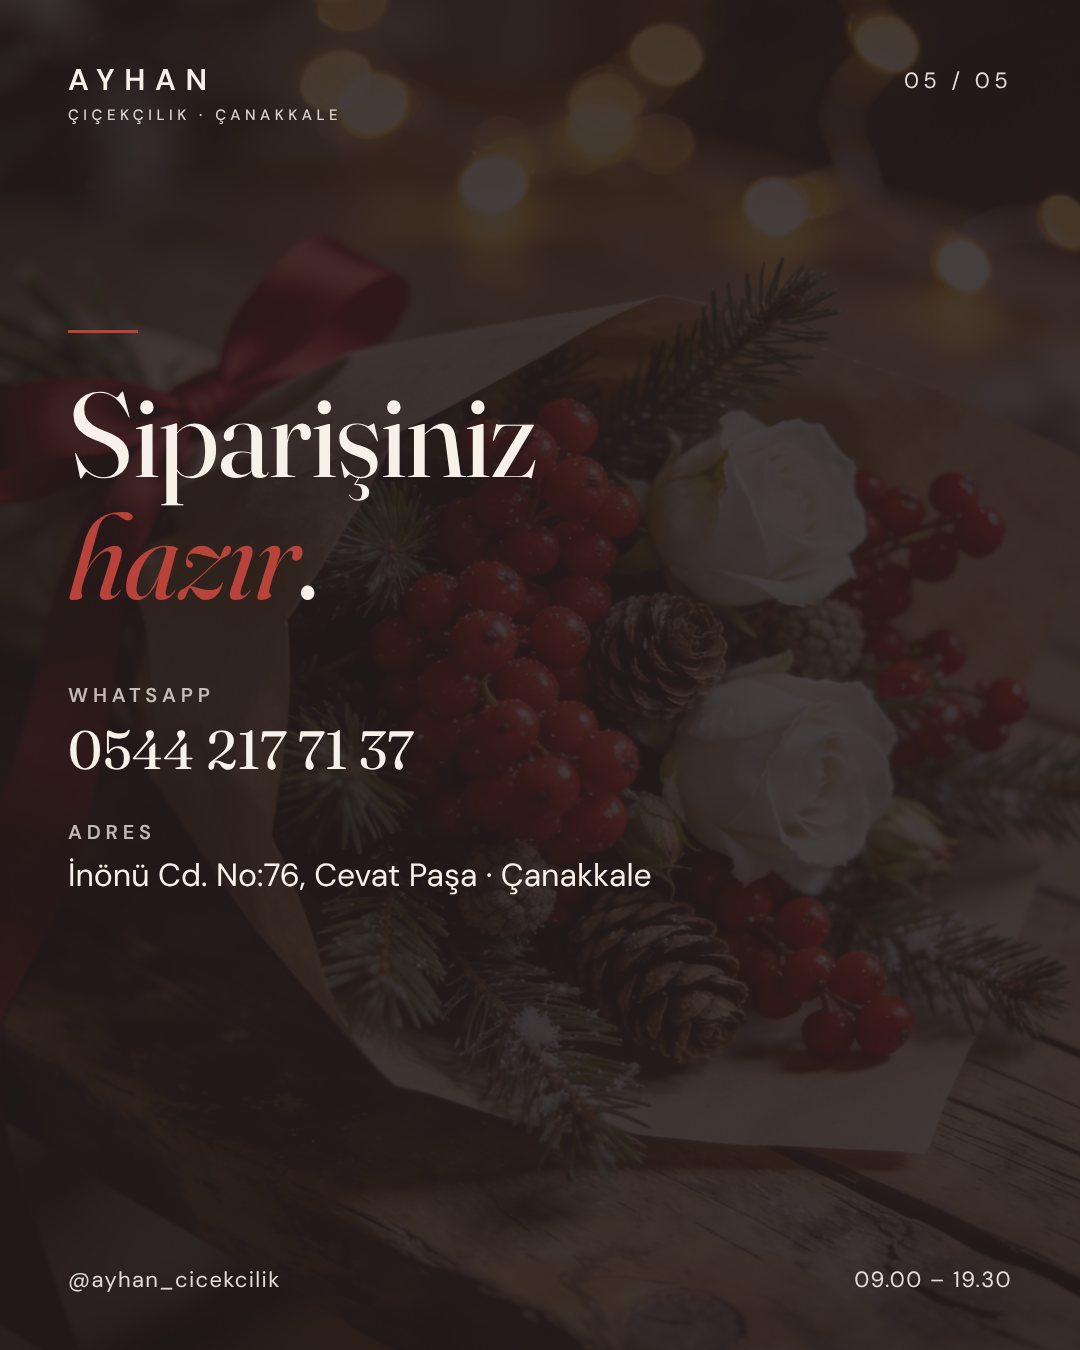 AYHAN
ÇIÇEKÇILIK · ÇANAKKALE
05 / 05
Siparişiniz
hazır.
WHATSAPP
0544 217 71 37
ADRES
İnönü Cd. No:76, Cevat Paşa · Çanakkale
@ayhan_cicekcilik
09.00 – 19.30